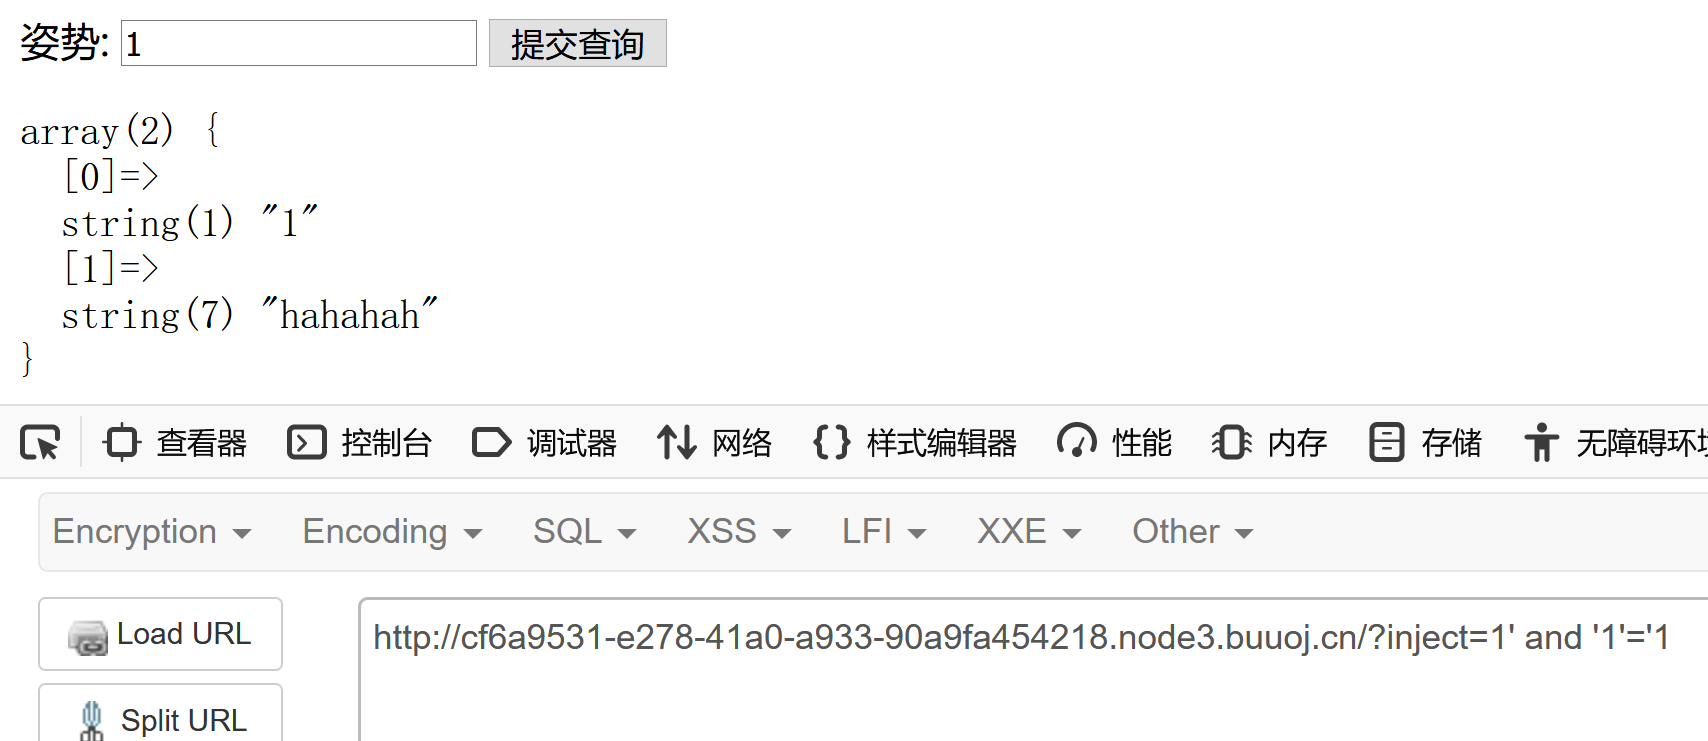 姿势: 1 提交查询
array(2) {
  [0]=>
  string(1) "1"
  [1]=>
  string(7) "hahahah"
}
查看器 控制台 调试器 网络 样式编辑器 性能 内存 存储 无障碍环
Encryption Encoding SQL XSS LFI XXE Other
Load URL http://cf6a9531-e278-41a0-a933-90a9fa454218.node3.buuoj.cn/?inject=1' and '1'='1
Split URL